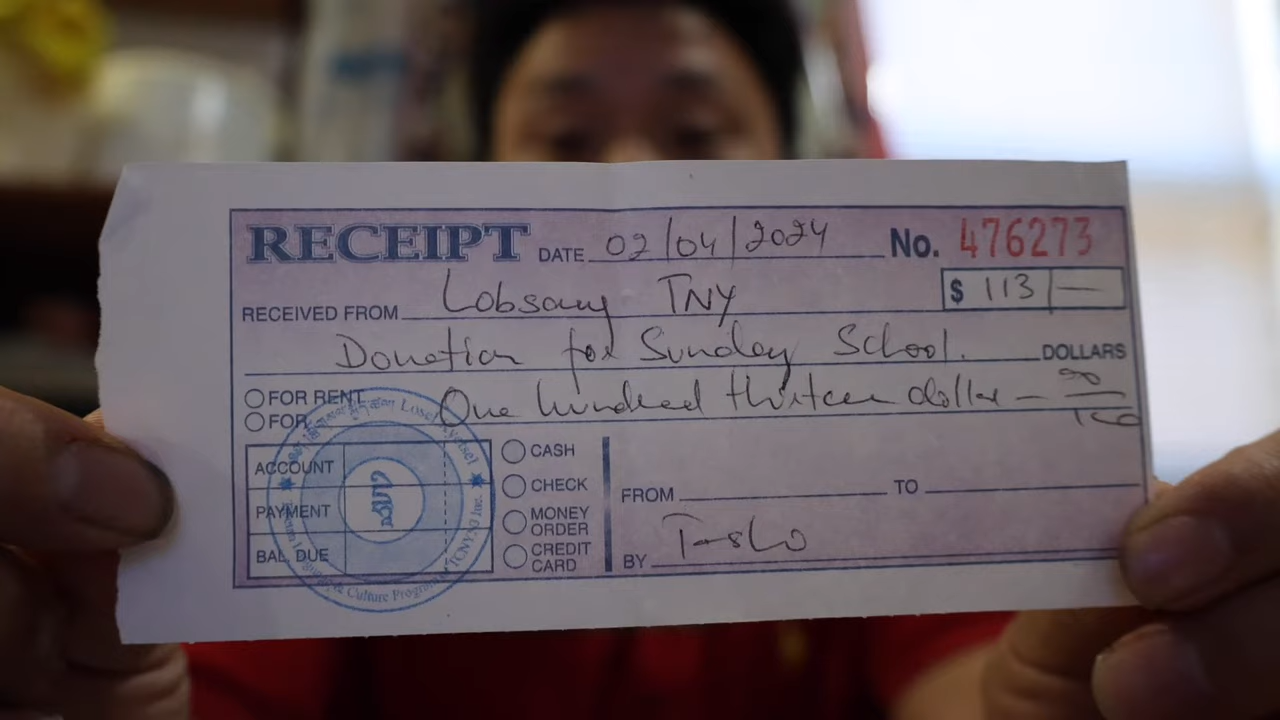 RECEIPT DATE 02/04/2024 No. 476273
RECEIVED FROM Lobsang TNY $ 113/—
Donation for Sunday School. DOLLARS
FOR RENT
FOR One hundred thirteen dollar — 00/100
ACCOUNT
PAYMENT
BAL DUE
CASH
CHECK
MONEY ORDER
CREDIT CARD
FROM TO
BY
Culture Program